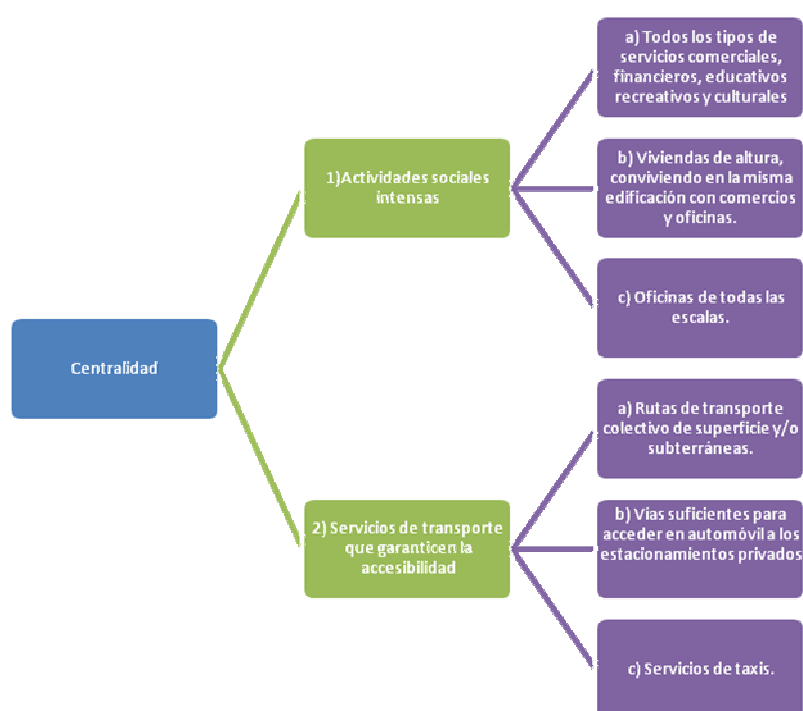 Centralidad
1)Actividades sociales
intensas
a) Todos los tipos de
servicios comerciales,
financieros, educativos
recreativos y culturales
b) Viviendas de altura,
conviviendo en la misma
edificación con comercios
y oficinas.
c) Oficinas de todas las
escalas.
2) Servicios de transporte
que garanticen la
accesibilidad
a) Rutas de transporte
colectivo de superficie y/o
subterráneas.
b) Vías suficientes para
acceder en automóvil a los
estacionamientos privados
c) Servicios de taxis.